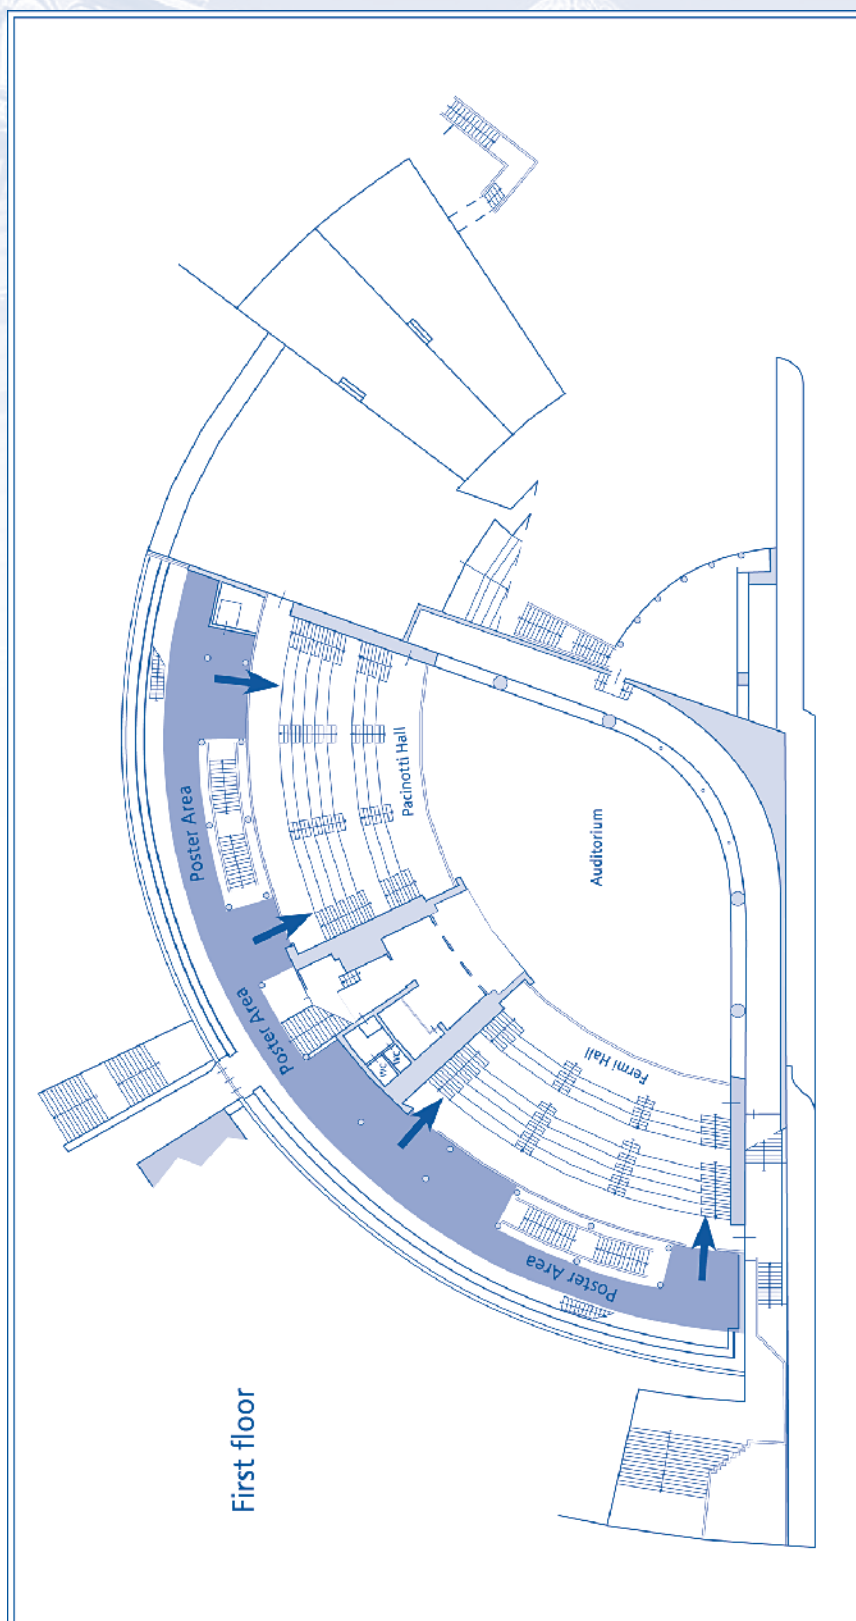 First floor
Poster Area
Poster Area
Poster Area
Pacinotti Hall
Fermi Hall
Auditorium
WC
WC